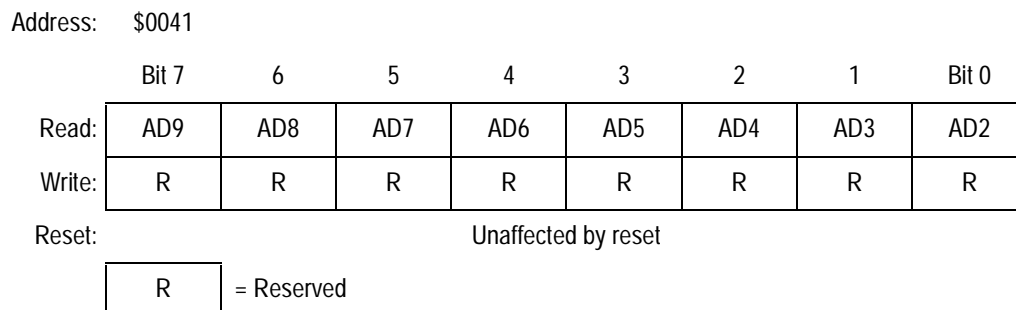 Address: $0041
Bit 7 6 5 4 3 2 1 Bit 0
Read: AD9 AD8 AD7 AD6 AD5 AD4 AD3 AD2
Write: R R R R R R R R
Reset: Unaffected by reset
R = Reserved